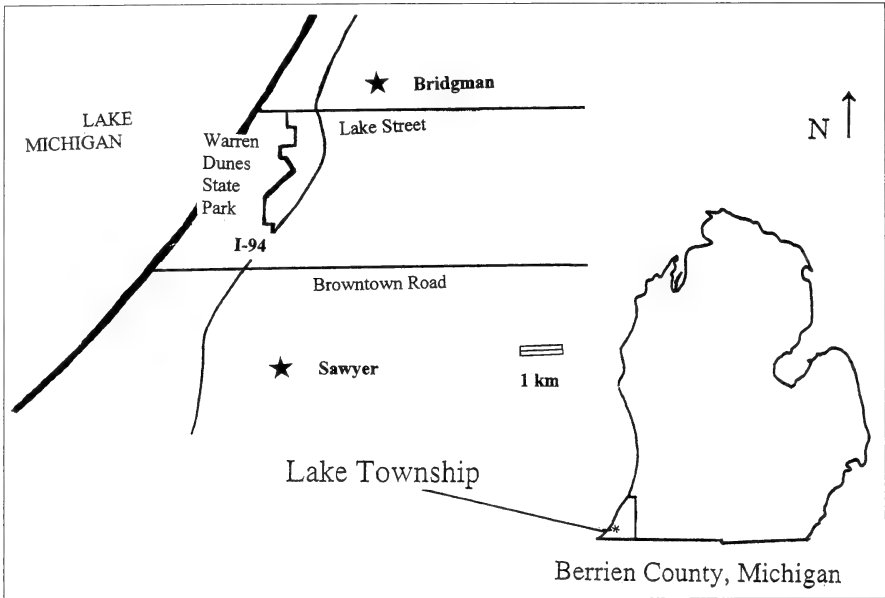 Bridgman
LAKE
MICHIGAN
Lake Street
N
Warren
Dunes
State
Park
I-94
Browntown Road
Sawyer
1 km
Lake Township
*
Berrien County, Michigan